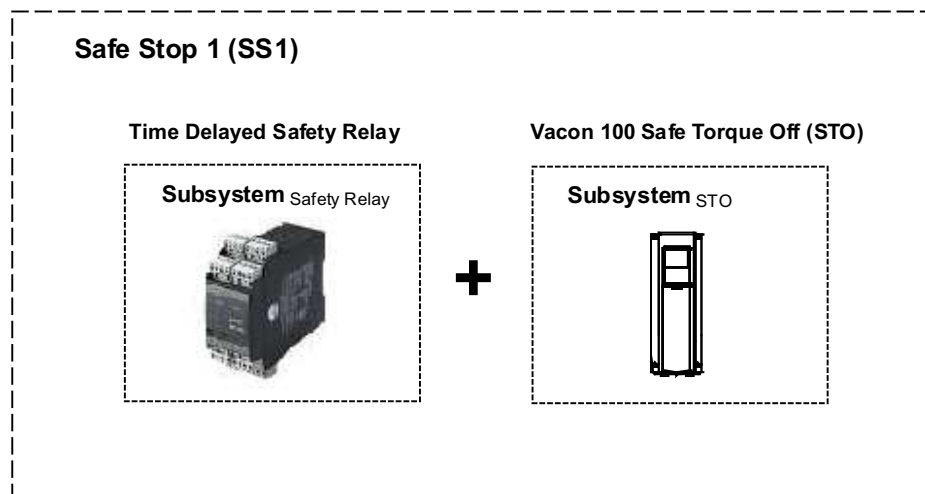 Safe Stop 1 (SS1)
Time Delayed Safety Relay
Vacon 100 Safe Torque Off (STO)
Subsystem Safety Relay
Subsystem STO
+